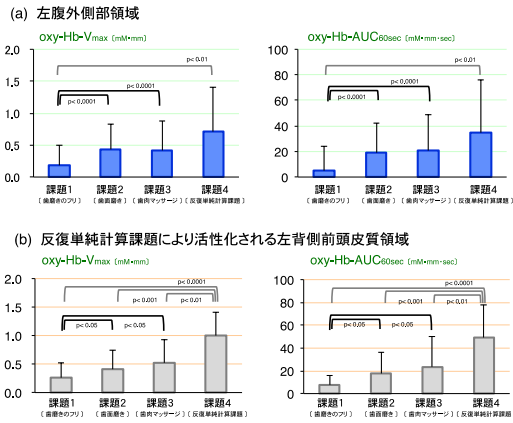 (a) 左腹外側部領域
oxy-Hb-Vmax〔mM•mm〕
oxy-Hb-AUC60sec〔mM•mm•sec〕
2.0
1.5
1.0
0.5
0.0
p< 0.01
p< 0.0001
p< 0.0001
課題1 課題2 課題3 課題4
〔 歯磨きのフリ 〕 〔 歯面磨き 〕 〔 歯肉マッサージ 〕 〔 反復単純計算課題 〕
100
80
60
40
20
0
p< 0.01
p< 0.0001
p< 0.0001
課題1 課題2 課題3 課題4
〔 歯磨きのフリ 〕 〔 歯面磨き 〕 〔 歯肉マッサージ 〕 〔 反復単純計算課題 〕
(b) 反復単純計算課題により活性化される左背側前頭皮質領域
oxy-Hb-Vmax〔mM•mm〕
oxy-Hb-AUC60sec〔mM•mm•sec〕
2.0
1.5
1.0
0.5
0.0
p< 0.0001
p< 0.001
p< 0.01
p< 0.05
p< 0.05
課題1 課題2 課題3 課題4
〔 歯磨きのフリ 〕 〔 歯面磨き 〕 〔 歯肉マッサージ 〕 〔 反復単純計算課題 〕
100
80
60
40
20
0
p< 0.0001
p< 0,001
p< 0,01
p< 0.05
p< 0.05
課題1 課題2 課題3 課題4
〔 歯磨きのフリ 〕 〔 歯面磨き 〕 〔 歯肉マッサージ 〕 〔反復単純計算課題 〕